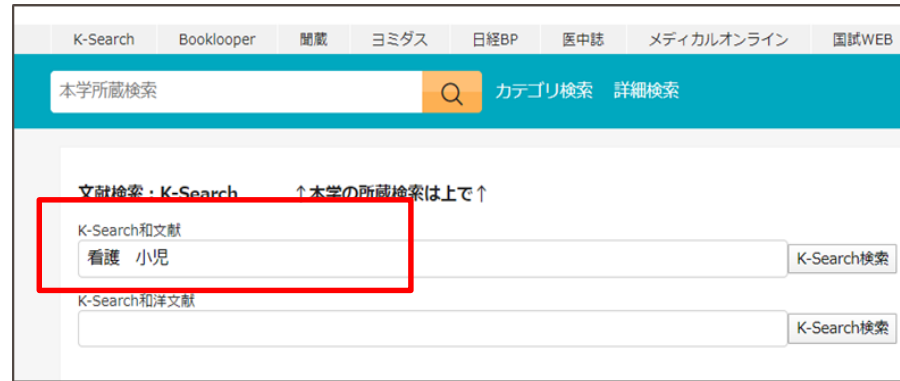 K-Search Booklooper 聞蔵 ヨミダス 日経BP 医中誌 メディカルオンライン 国試WEB
本学所蔵検索 カテゴリ検索 詳細検索
文献検索：K-Search ↑本学の所蔵検索は上で↑
K-Search和文献
看護 小児 K-Search検索
K-Search和洋文献
K-Search検索